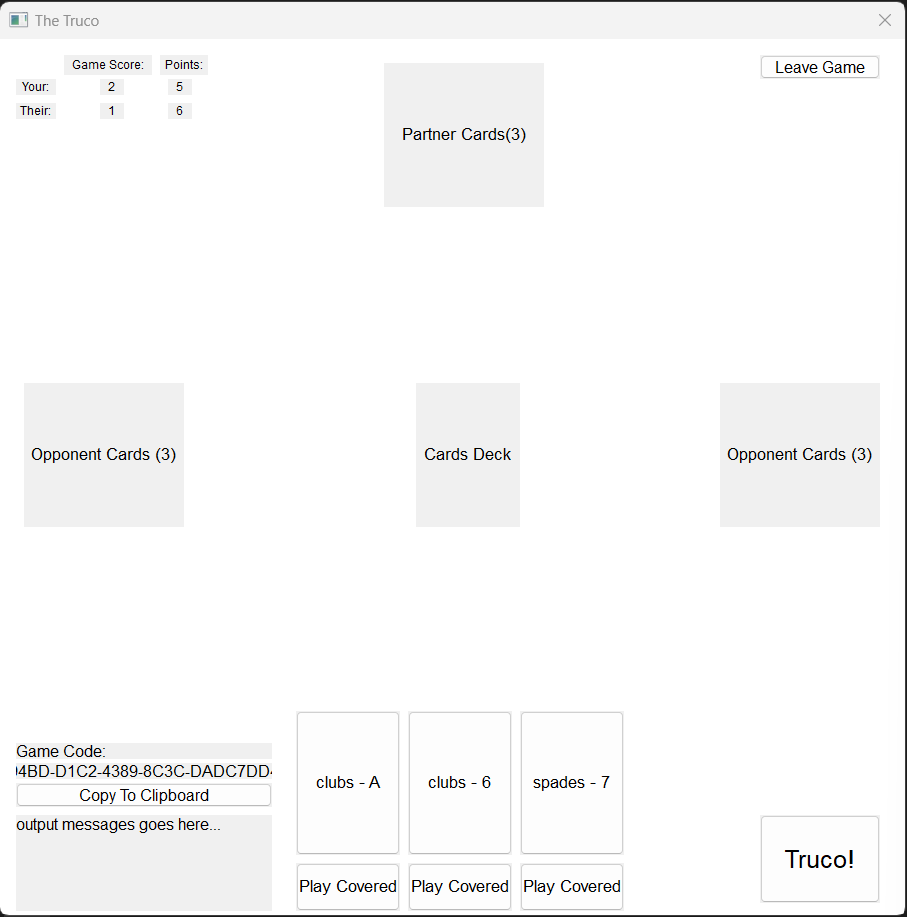 The Truco
Game Score: Points:
Leave Game
Your: 2 5
Their: 1 6
Partner Cards(3)
Opponent Cards (3)
Cards Deck
Opponent Cards (3)
Game Code:
4BD-D1C2-4389-8C3C-DADC7DD
Copy To Clipboard
output messages goes here...
clubs - A
clubs - 6
spades - 7
Play Covered
Play Covered
Play Covered
Truco!